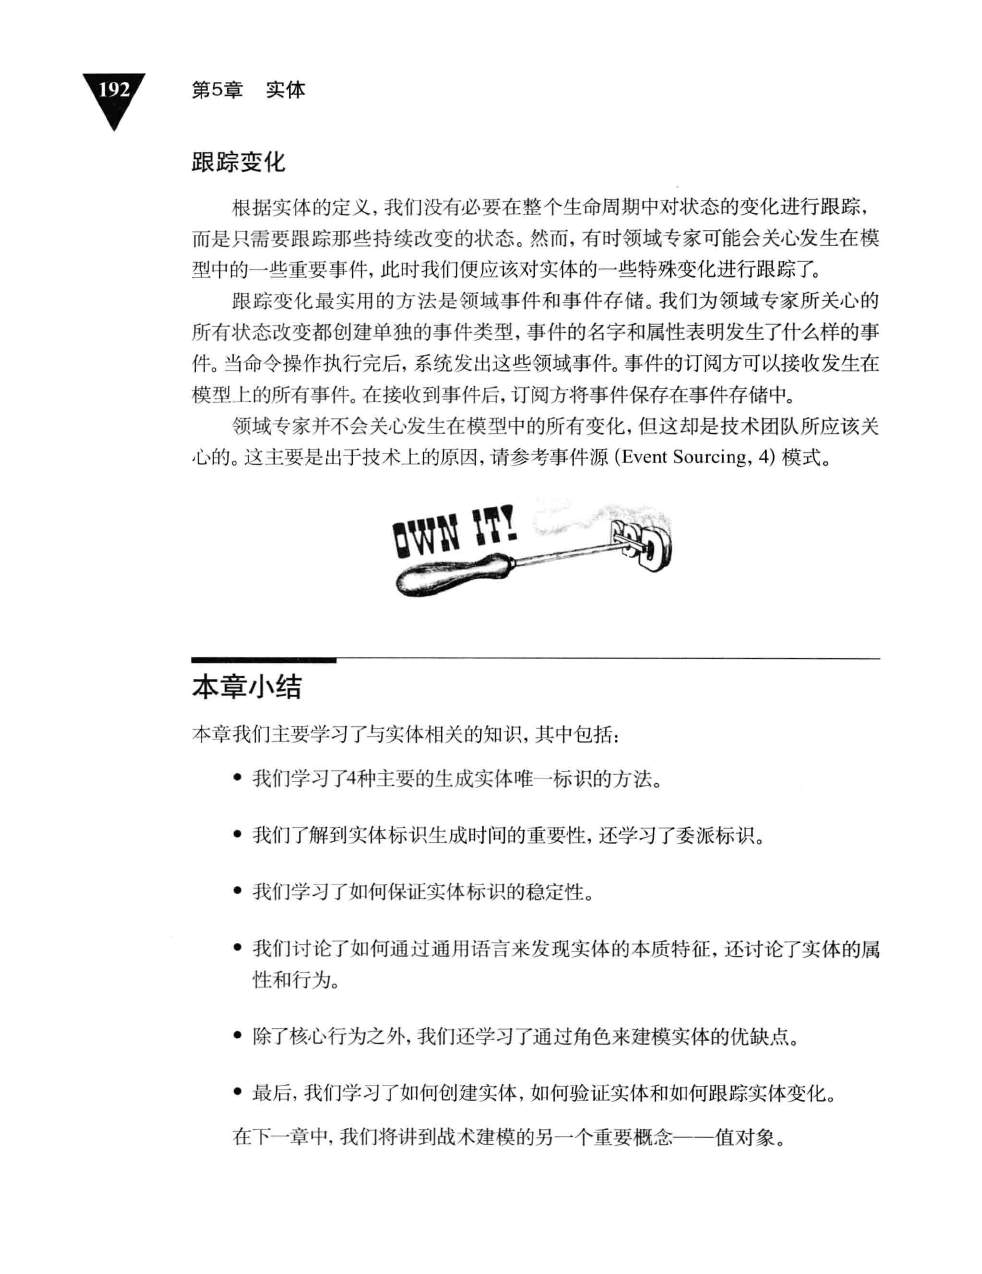 192
第5章 实体
跟踪变化
根据实体的定义，我们没有必要在整个生命周期中对状态的变化进行跟踪，
而是只需要跟踪那些持续改变的状态。然而，有时领域专家可能会关心发生在模
型中的一些重要事件，此时我们便应该对实体的一些特殊变化进行跟踪了。
跟踪变化最实用的方法是领域事件和事件存储。我们为领域专家所关心的
所有状态改变都创建单独的事件类型，事件的名字和属性表明发生了什么样的事
件。当命令操作执行完后，系统发出这些领域事件。事件的订阅方可以接收发生在
模型上的所有事件。在接收到事件后，订阅方将事件保存在事件存储中。
领域专家并不会关心发生在模型中的所有变化，但这却是技术团队所应该关
心的。这主要是出于技术上的原因，请参考事件源 (Event Sourcing, 4) 模式。
OWN IT!
本章小结
本章我们主要学习了与实体相关的知识，其中包括：
• 我们学习了4种主要的生成实体唯一标识的方法。
• 我们了解到实体标识生成时间的重要性，还学习了委派标识。
• 我们学习了如何保证实体标识的稳定性。
• 我们讨论了如何通过通用语言来发现实体的本质特征，还讨论了实体的属
性和行为。
• 除了核心行为之外，我们还学习了通过角色来建模实体的优缺点。
• 最后，我们学习了如何创建实体，如何验证实体和如何跟踪实体变化。
在下一章中，我们将讲到战术建模的另一个重要概念——值对象。